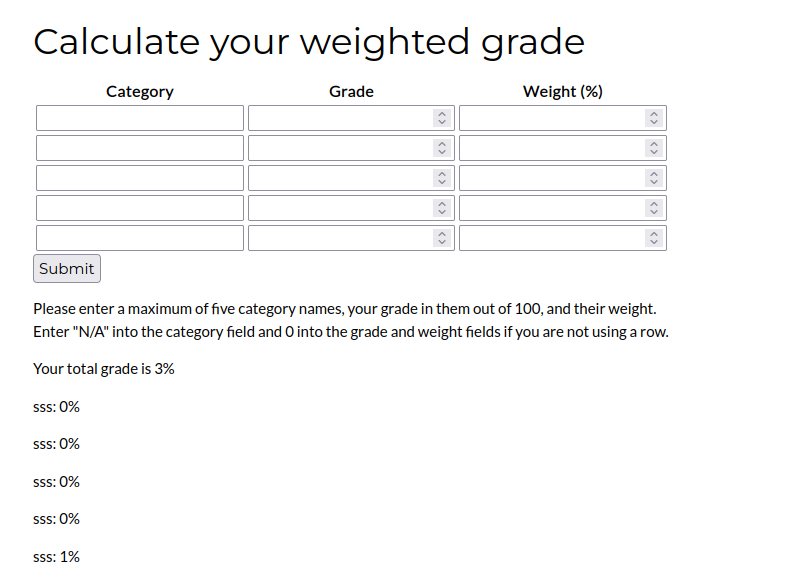 Calculate your weighted grade
Category Grade Weight (%)
Submit
Please enter a maximum of five category names, your grade in them out of 100, and their weight.
Enter "N/A" into the category field and 0 into the grade and weight fields if you are not using a row.
Your total grade is 3%
sss: 0%
sss: 0%
sss: 0%
sss: 0%
sss: 1%